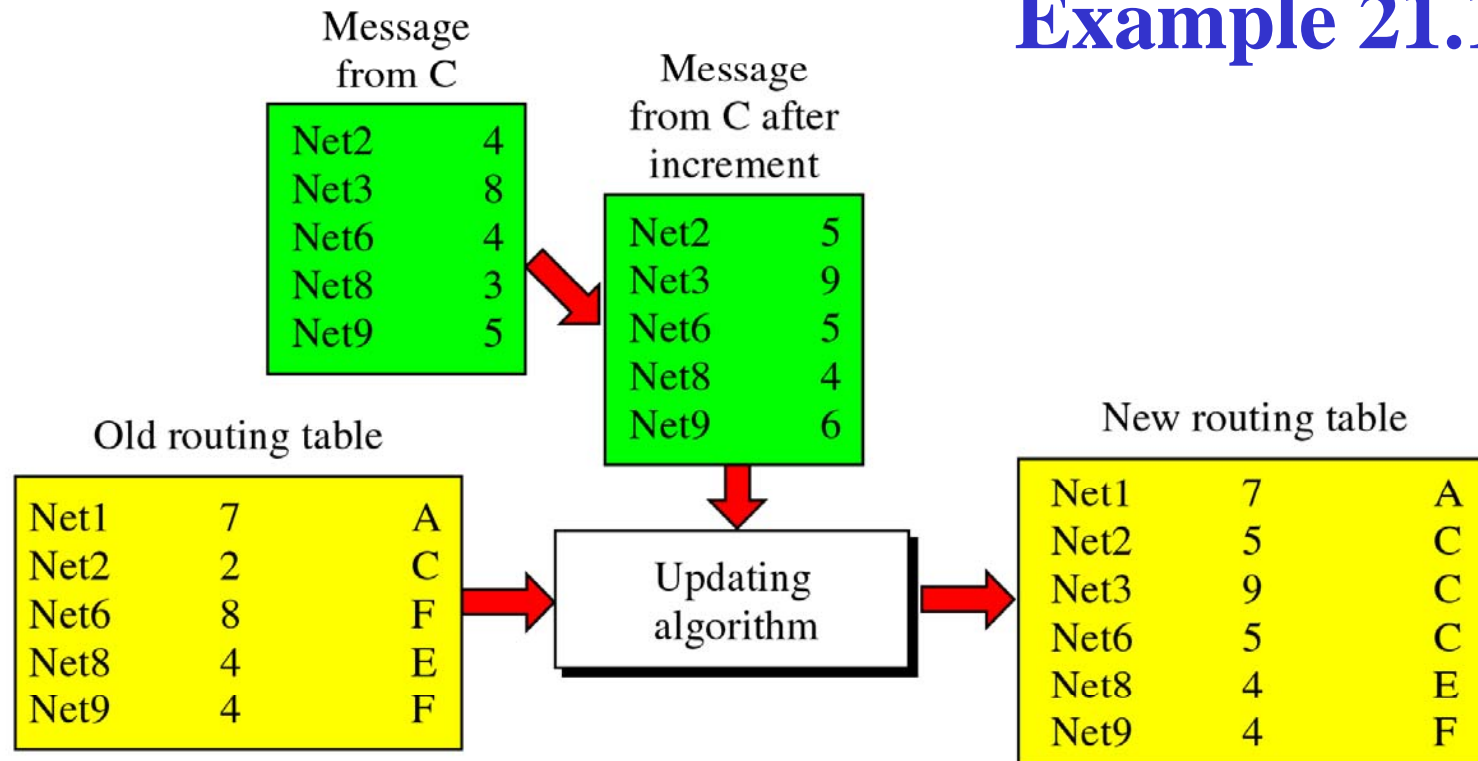 Example 21.1
Message
from C
Net2 4
Net3 8
Net6 4
Net8 3
Net9 5
Message
from C after
increment
Net2 5
Net3 9
Net6 5
Net8 4
Net9 6
Old routing table
Net1 7 A
Net2 2 C
Net6 8 F
Net8 4 E
Net9 4 F
Updating
algorithm
New routing table
Net1 7 A
Net2 5 C
Net3 9 C
Net6 5 C
Net8 4 E
Net9 4 F